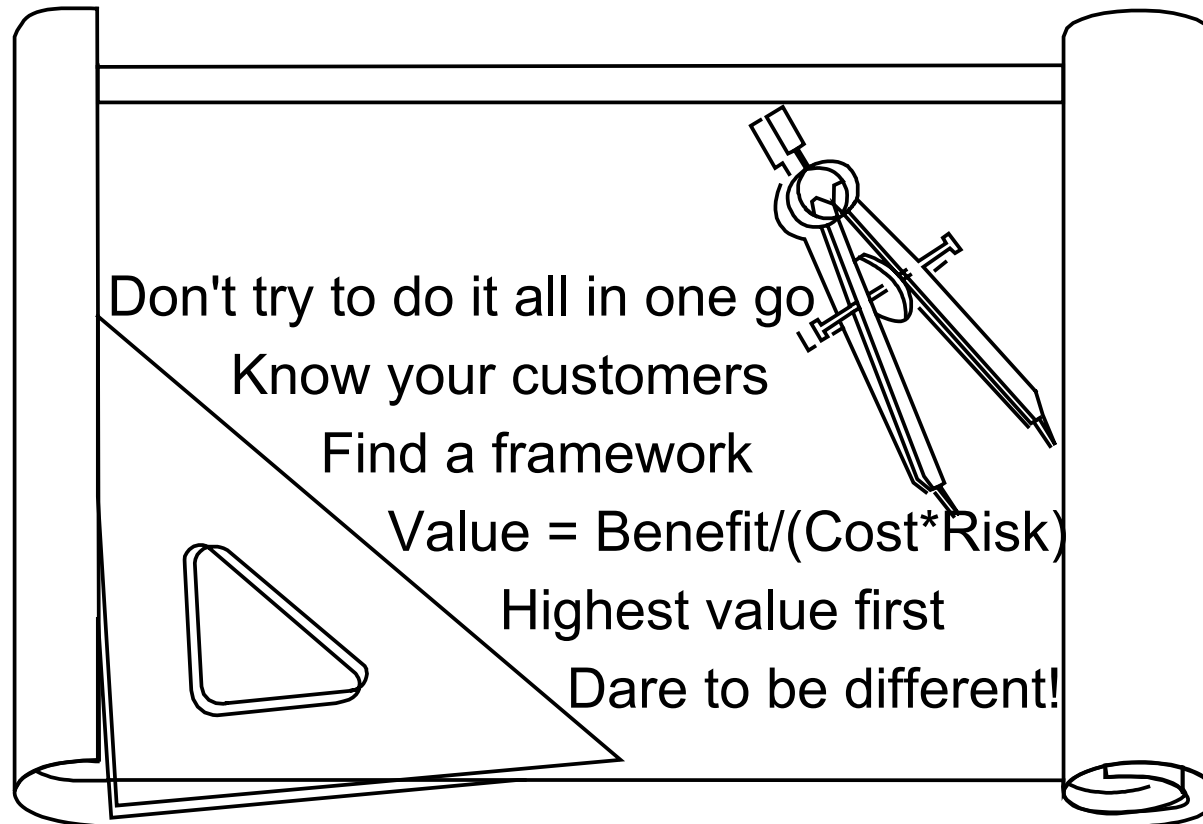 Don't try to do it all in one go
Know your customers
Find a framework
Value = Benefit/(Cost*Risk)
Highest value first
Dare to be different!